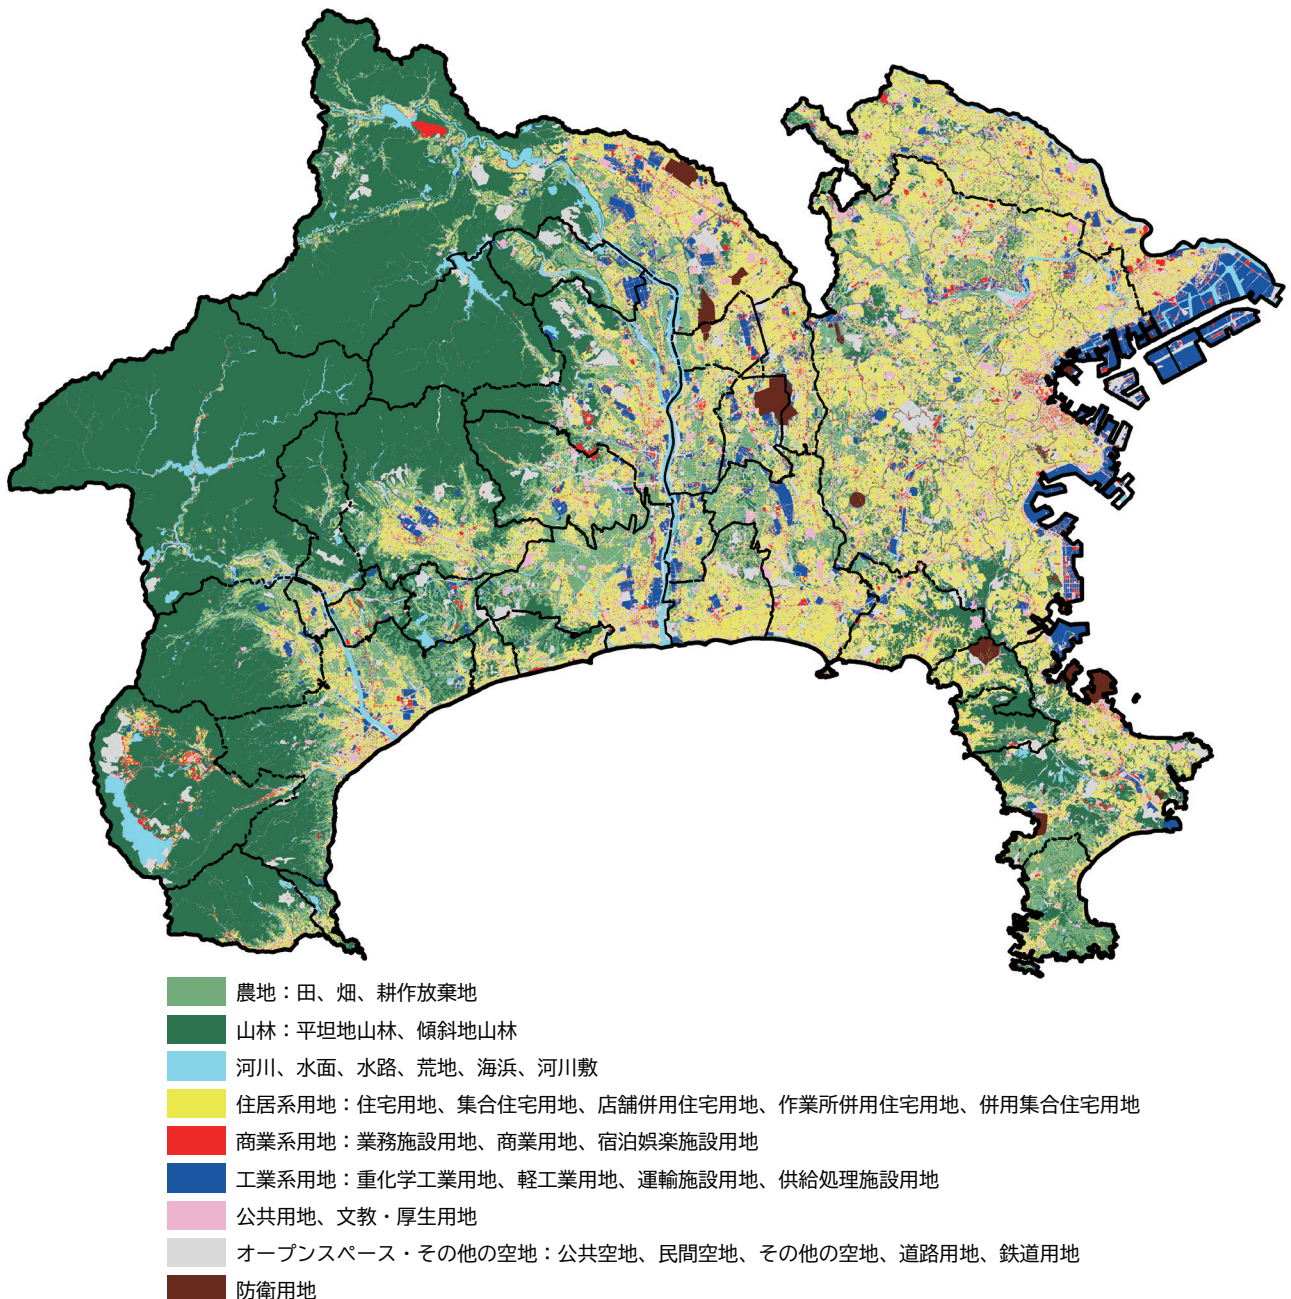 農地：田、畑、耕作放棄地
山林：平坦地山林、傾斜地山林
河川、水面、水路、荒地、海浜、河川敷
住居系用地：住宅用地、集合住宅用地、店舗併用住宅用地、作業所併用住宅用地、併用集合住宅用地
商業系用地：業務施設用地、商業用地、宿泊娯楽施設用地
工業系用地：重化学工業用地、軽工業用地、運輸施設用地、供給処理施設用地
公共用地、文教・厚生用地
オープンスペース・その他の空地：公共空地、民間空地、その他の空地、道路用地、鉄道用地
防衛用地